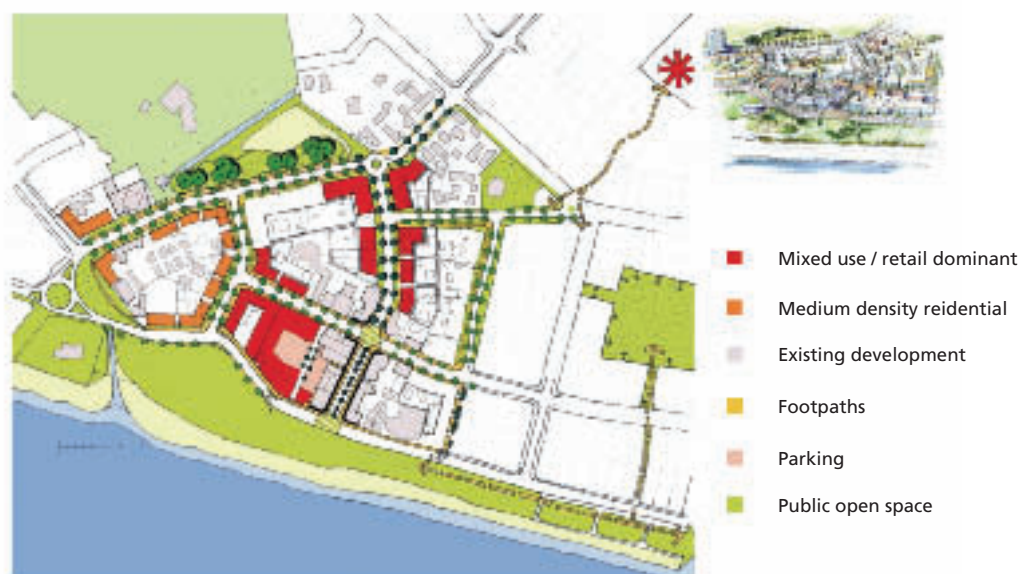 Mixed use / retail dominant
Medium density reidential
Existing development
Footpaths
Parking
Public open space